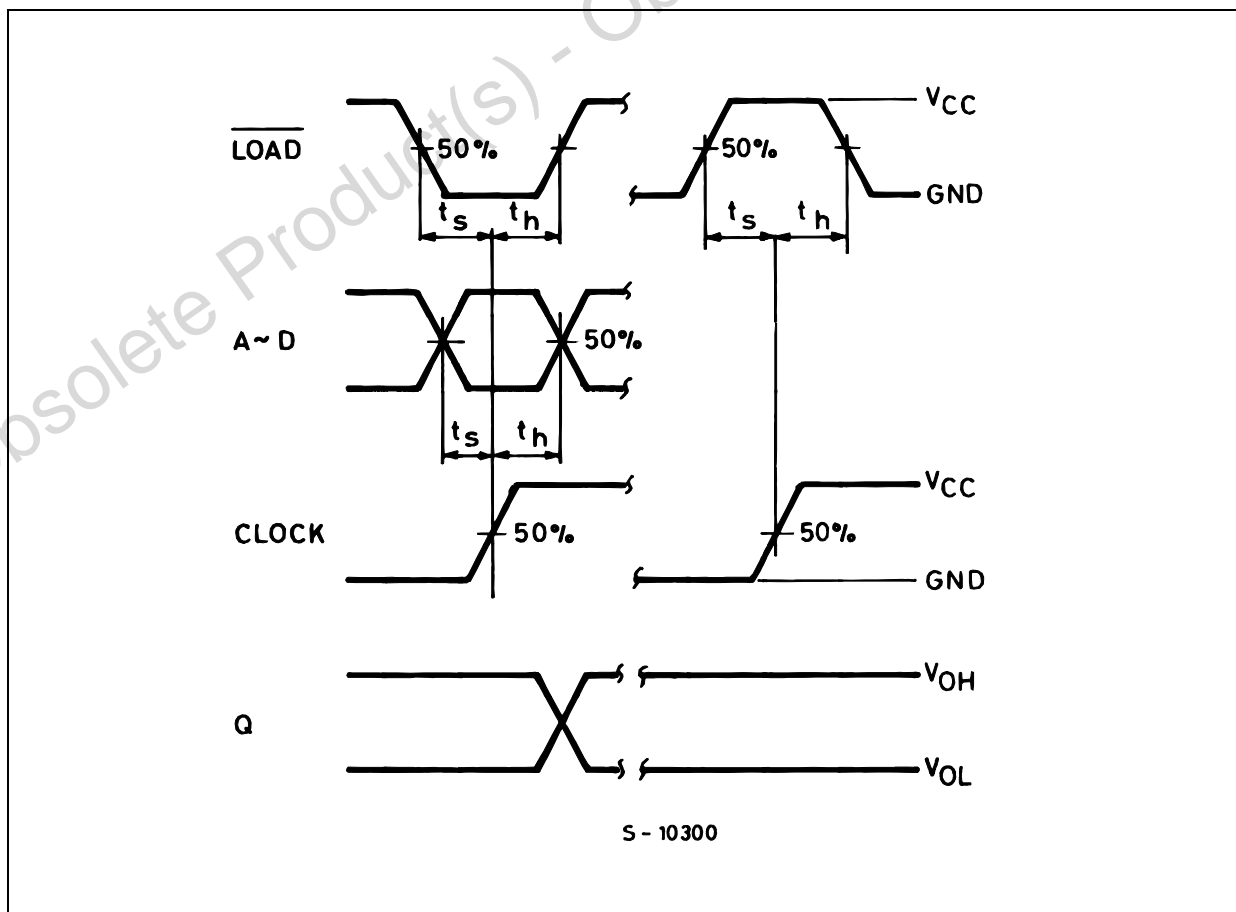 Obsolete Product(s) - Ob
VCC
LOAD
50%
50%
GND
ts
th
ts
th
A~D
50%
ts
th
VCC
CLOCK
50%
50%
GND
VOH
Q
VOL
S-10300